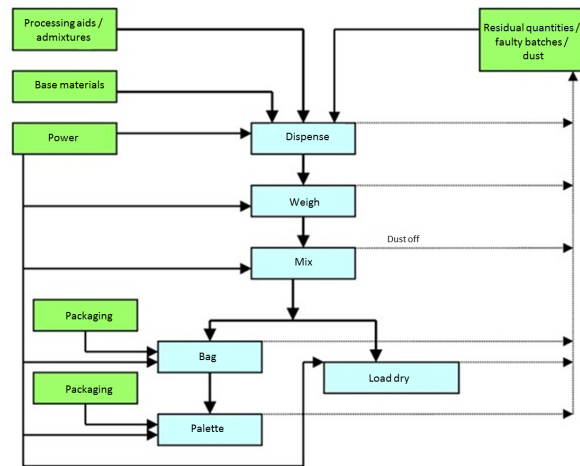 Processing aids /
admixtures
Residual quantities /
faulty batches /
dust
Base materials
Power
Dispense
Weigh
Dust off
Mix
Packaging
Bag
Load dry
Packaging
Palette